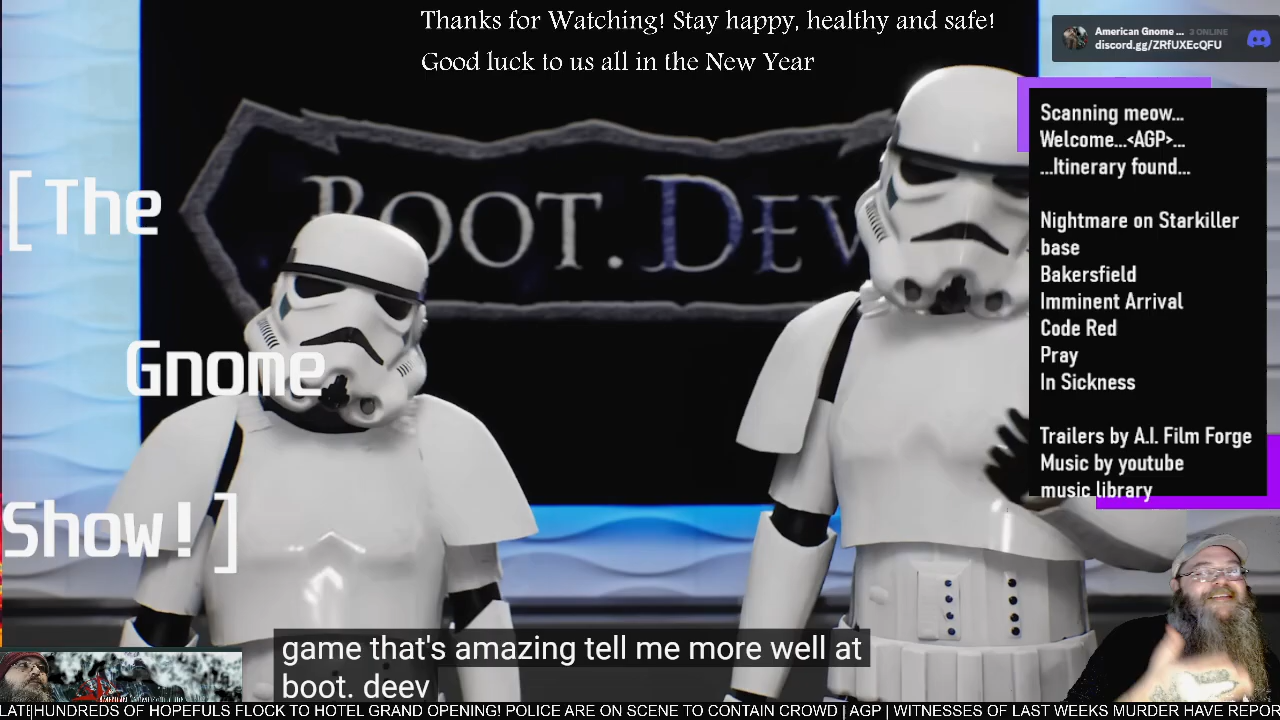 Thanks for Watching! Stay happy, healthy and safe!
Good luck to us all in the New Year
American Gnome ... 3 ONLINE
discord.gg/ZRfUXEcQFU
Scanning meow...
Welcome...<AGP>...
...Itinerary found...
Nightmare on Starkiller
base
Bakersfield
Imminent Arrival
Code Red
Pray
In Sickness
Trailers by A.I. Film Forge
Music by youtube
music library
BOOT.DEV
[ The
Gnome
Show! ]
game that's amazing tell me more well at
boot. deev
LATE|HUNDREDS OF HOPEFULS FLOCK TO HOTEL GRAND OPENING! POLICE ARE ON SCENE TO CONTAIN CROWD | AGP | WITNESSES OF LAST WEEKS MURDER HAVE REPOR